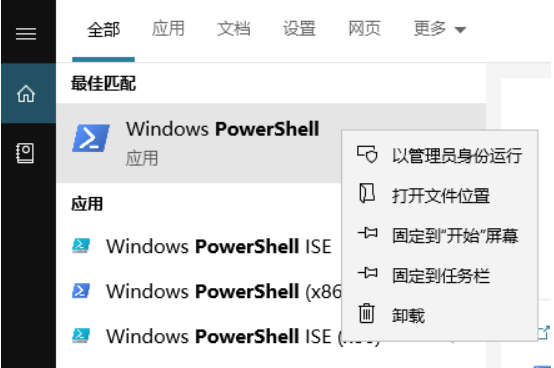 全部 应用 文档 设置 网页 更多
最佳匹配
Windows PowerShell
应用
以管理员身份运行
打开文件位置
固定到"开始"屏幕
固定到任务栏
卸载
应用
Windows PowerShell ISE
Windows PowerShell (x86
Windows PowerShell ISE